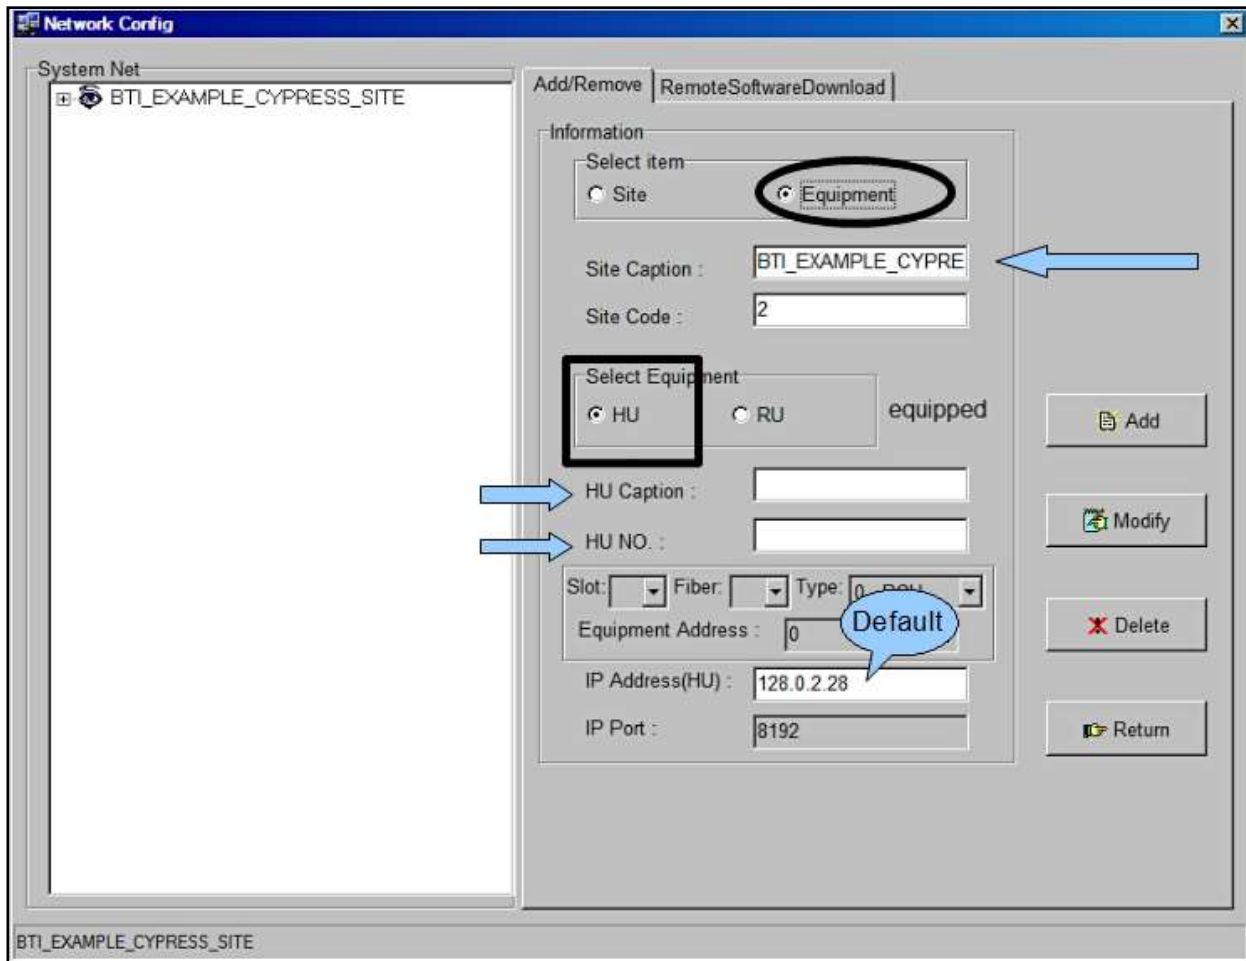 Network Config
System Net
BTI_EXAMPLE_CYPRESS_SITE
Add/Remove
RemoteSoftwareDownload
Information
Select item
Site
Equipment
Site Caption :
BTI_EXAMPLE_CYPRE
Site Code :
2
Select Equipment
HU
RU
equipped
HU Caption :
HU NO. :
Slot:
Fiber:
Type:
0
Default
Equipment Address :
0
IP Address(HU) :
128.0.2.28
IP Port :
8192
Add
Modify
Delete
Return
BTI_EXAMPLE_CYPRESS_SITE